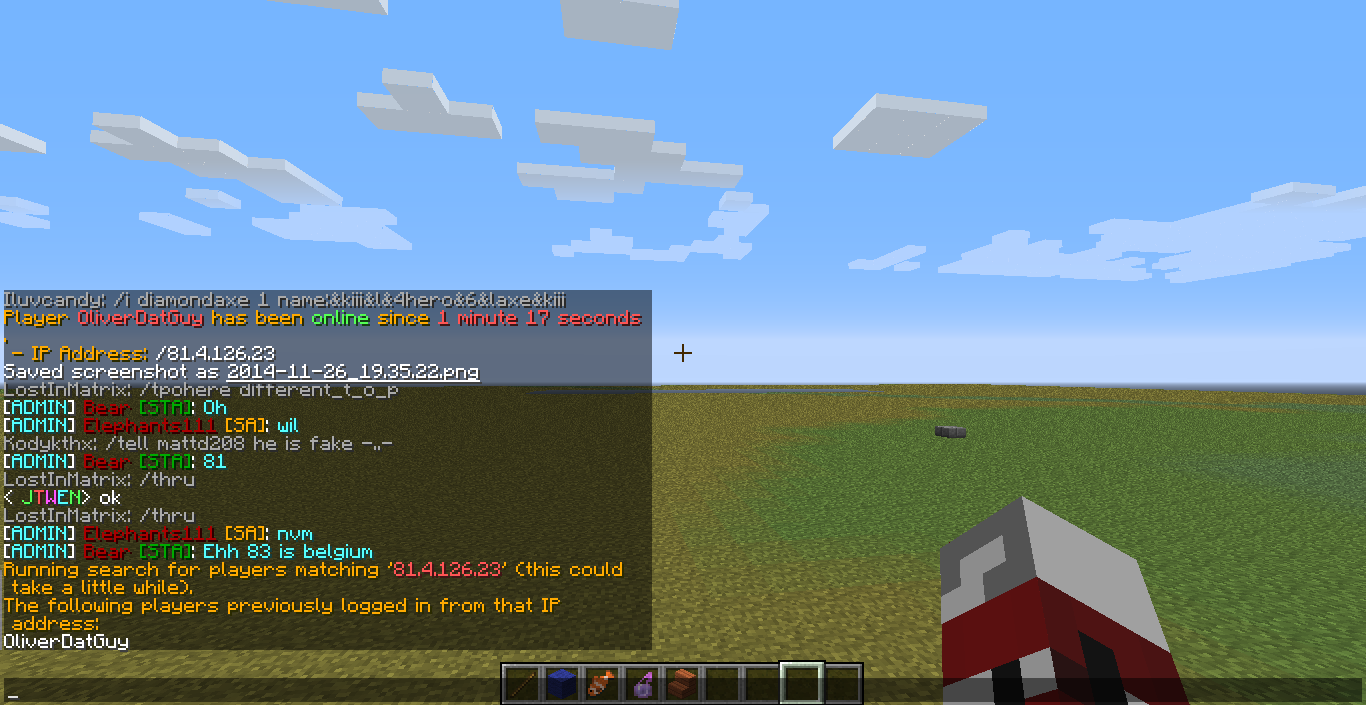 Iluvcandy: /i diamondaxe 1 name:&kiii&l&4hero&6&laxe&kiii
Player OliverDatGuy has been online since 1 minute 17 seconds
.
- IP Address: /81.4.126.23
Saved screenshot as 2014-11-26_19.35.22.png
LostInMatrix: /tpohere different_t_o_p
[ADMIN] Bear [STA]: Oh
[ADMIN] Elephants111 [SA]: wil
Kodykthx: /tell mattd208 he is fake -.-
[ADMIN] Bear [STA]: 81
LostInMatrix: /thru
< JTWEN> ok
LostInMatrix: /thru
[ADMIN] Elephants111 [SA]: nvm
[ADMIN] Bear [STA]: Ehh 83 is belgium
Running search for players matching '81.4.126.23' (this could
take a little while).
The following players previously logged in from that IP
address:
OliverDatGuy
_